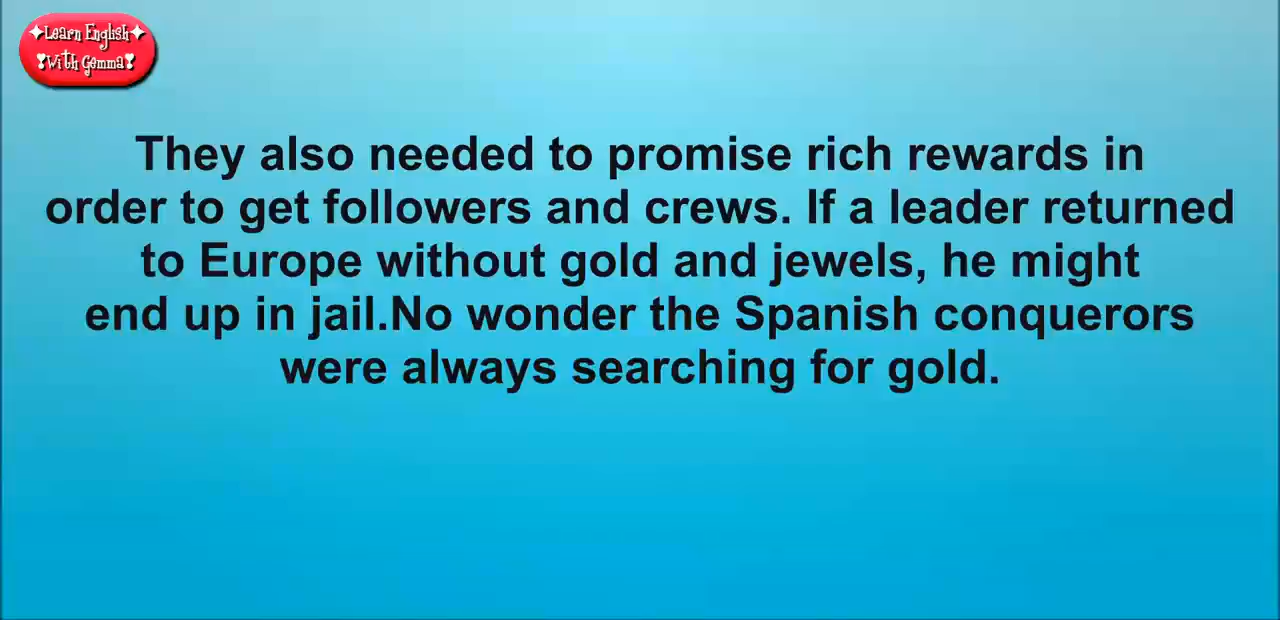 ✦Learn English✦
❣With Gemma❣
They also needed to promise rich rewards in
order to get followers and crews. If a leader returned
to Europe without gold and jewels, he might
end up in jail.No wonder the Spanish conquerors
were always searching for gold.